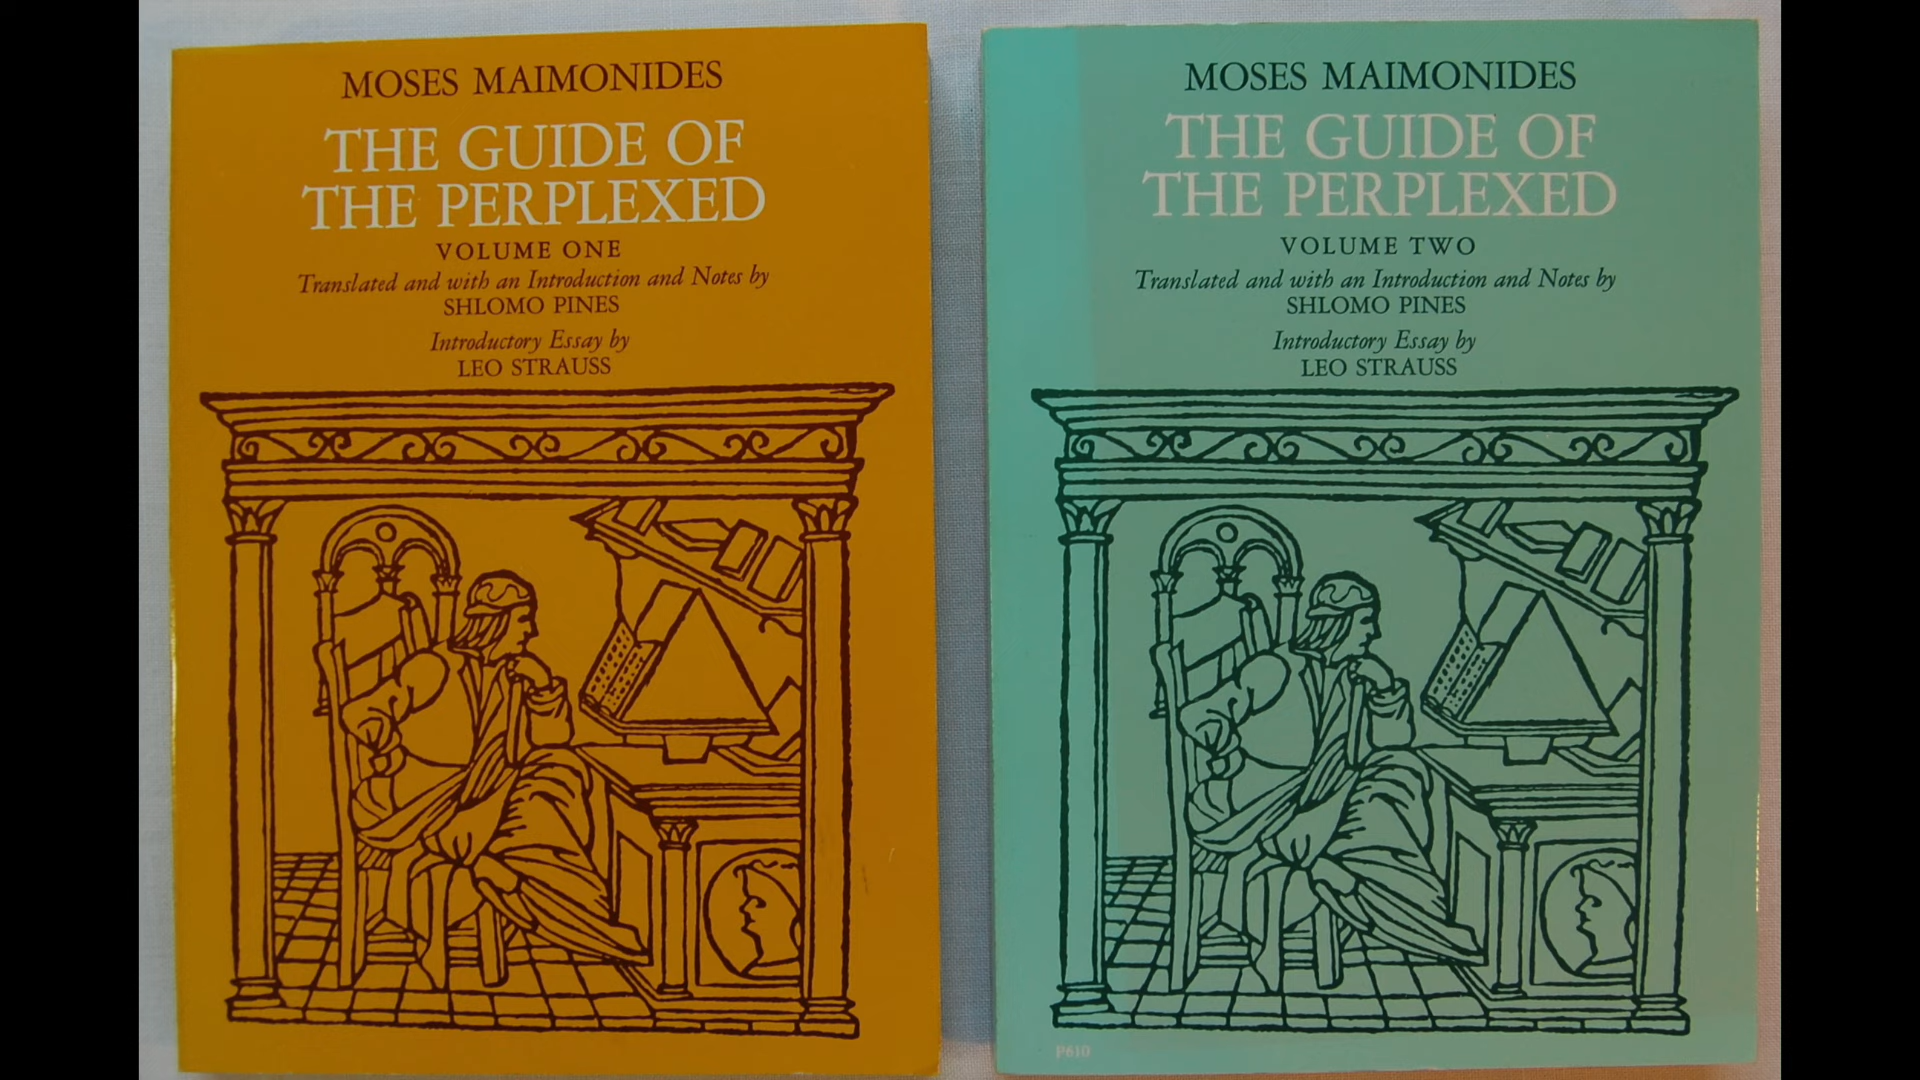 MOSES MAIMONIDES
THE GUIDE OF
THE PERPLEXED
VOLUME ONE
Translated and with an Introduction and Notes by
SHLOMO PINES
Introductory Essay by
LEO STRAUSS
MOSES MAIMONIDES
THE GUIDE OF
THE PERPLEXED
VOLUME TWO
Translated and with an Introduction and Notes by
SHLOMO PINES
Introductory Essay by
LEO STRAUSS
P610